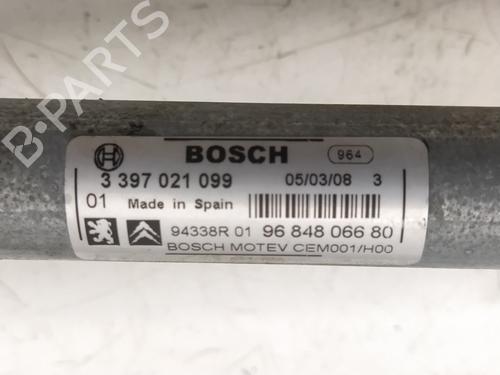 BOSCH 964
3 397 021 099 05/03/08 3
01 Made in Spain
94338R 01 96 848 066 80
BOSCH MOTEV CEM001/H00
B-PARTS